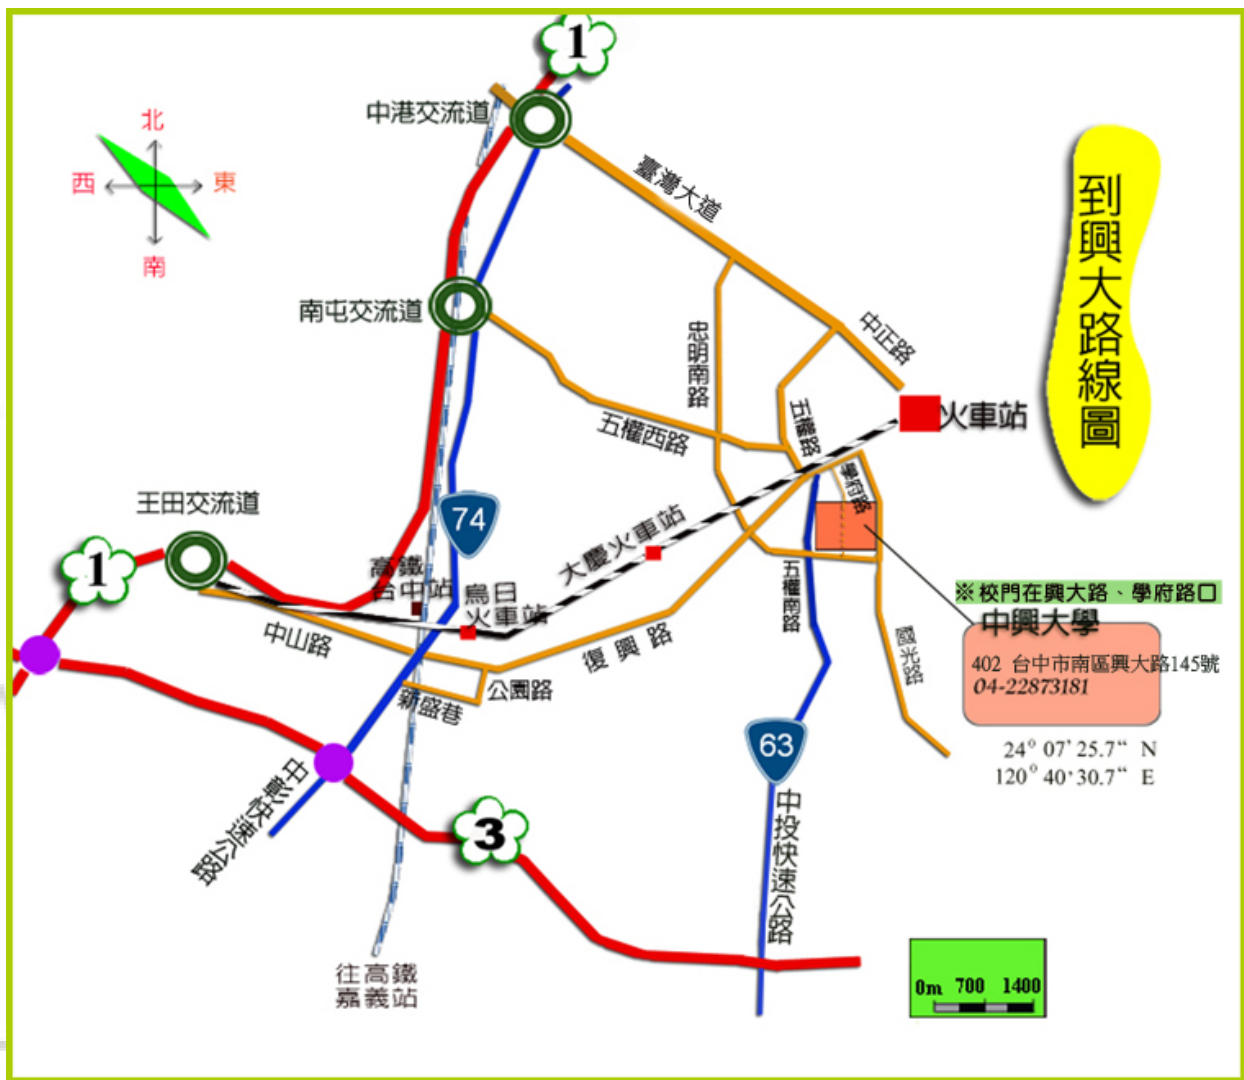 1
中港交流道
北
西
東
南
臺灣大道
到興大路線圖
南屯交流道
忠明南路
中正路
五權路
火車站
五權西路
學府路
王田交流道
74
大慶火車站
1
高鐵
台中站
烏日
火車站
五權南路
※校門在興大路、學府路口
中興大學
402 台中市南區興大路145號
04-22873181
中山路
復興路
國光路
公園路
新盛巷
24° 07' 25.7“ N
120° 40' 30.7“ E
63
中彰快速公路
3
中投快速公路
往高鐵
嘉義站
0m 700 1400